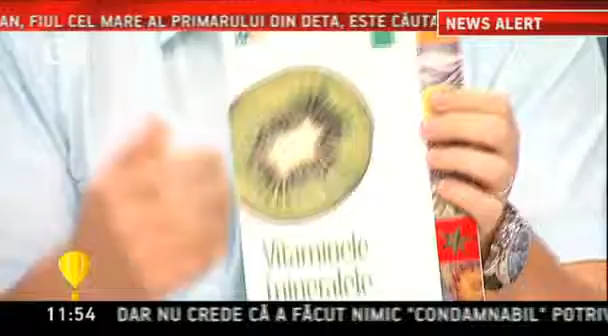 AN, FIUL CEL MARE AL PRIMARULUI DIN DETA, ESTE CĂUTA
NEWS ALERT
Vitaminele
mineralele
11:54
DAR NU CREDE CĂ A FĂCUT NIMIC "CONDAMNABIL" POTRIV